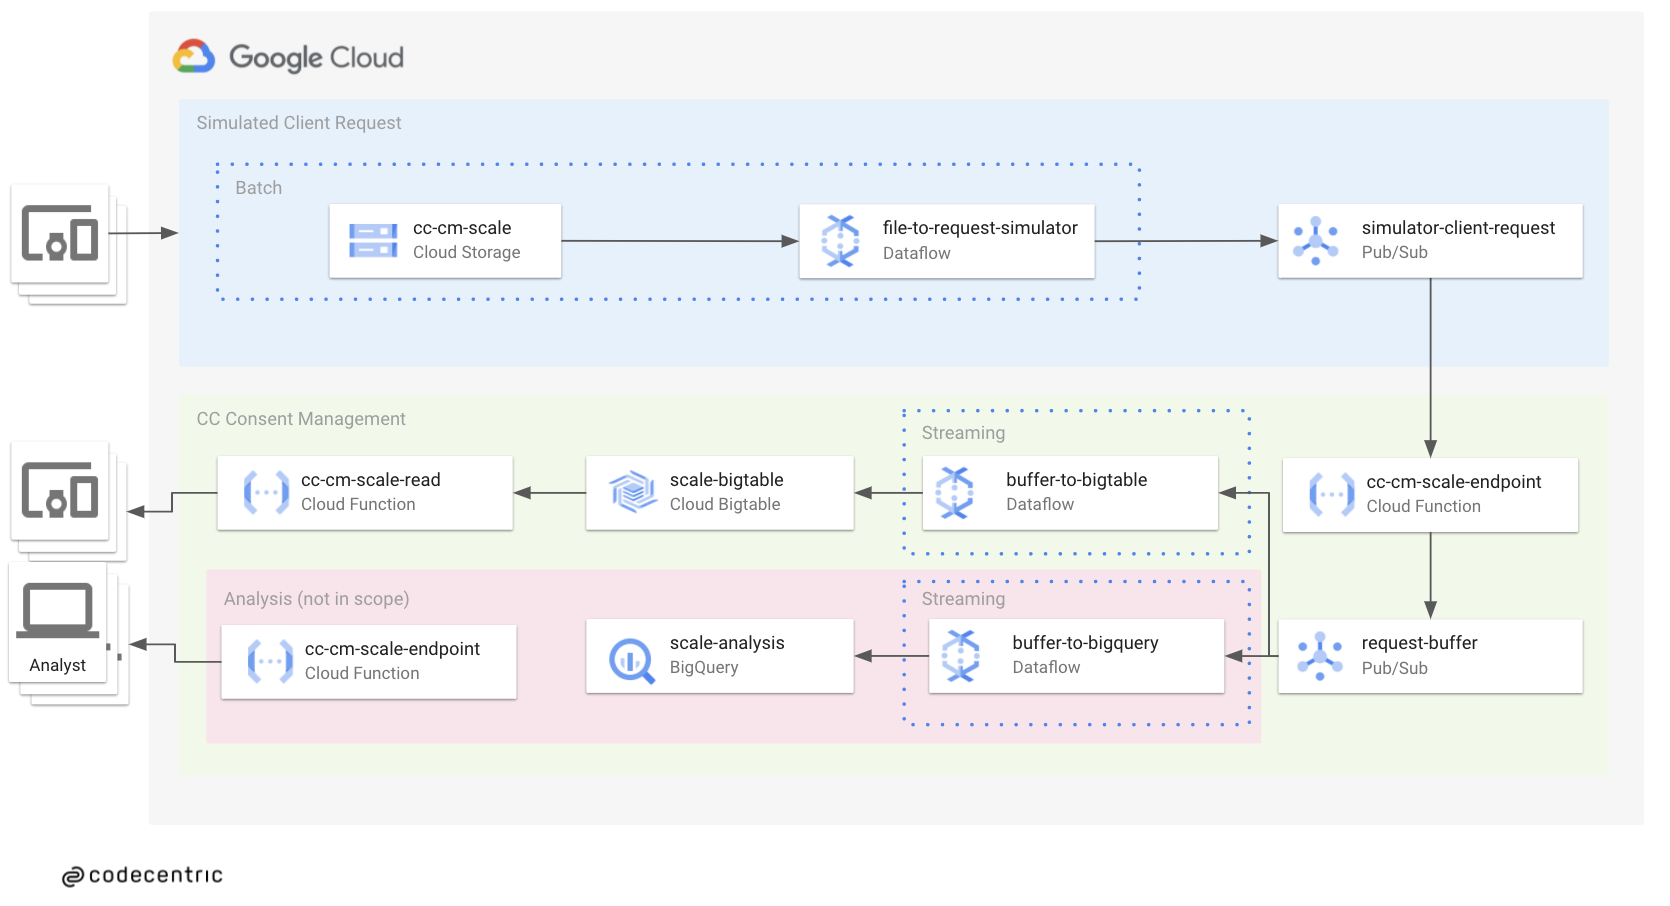 Google Cloud
Simulated Client Request
Batch
cc-cm-scale
Cloud Storage
file-to-request-simulator
Dataflow
simulator-client-request
Pub/Sub
CC Consent Management
Streaming
cc-cm-scale-read
Cloud Function
scale-bigtable
Cloud Bigtable
buffer-to-bigtable
Dataflow
cc-cm-scale-endpoint
Cloud Function
Analysis (not in scope)
Streaming
Analyst
cc-cm-scale-endpoint
Cloud Function
scale-analysis
BigQuery
buffer-to-bigquery
Dataflow
request-buffer
Pub/Sub
codecentric